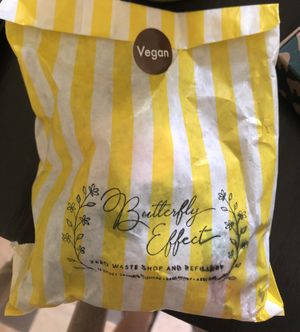 Vegan
Butterfly
Effect
ZERO WASTE SHOP AND REFILLERY